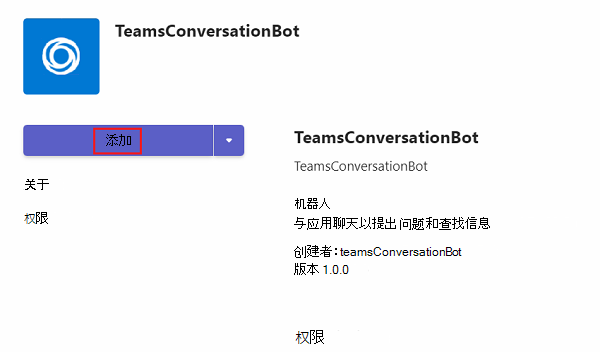 TeamsConversationBot
添加
关于
权限
TeamsConversationBot
TeamsConversationBot
机器人
与应用聊天以提出问题和查找信息
创建者：teamsConversationBot
版本 1.0.0
权限